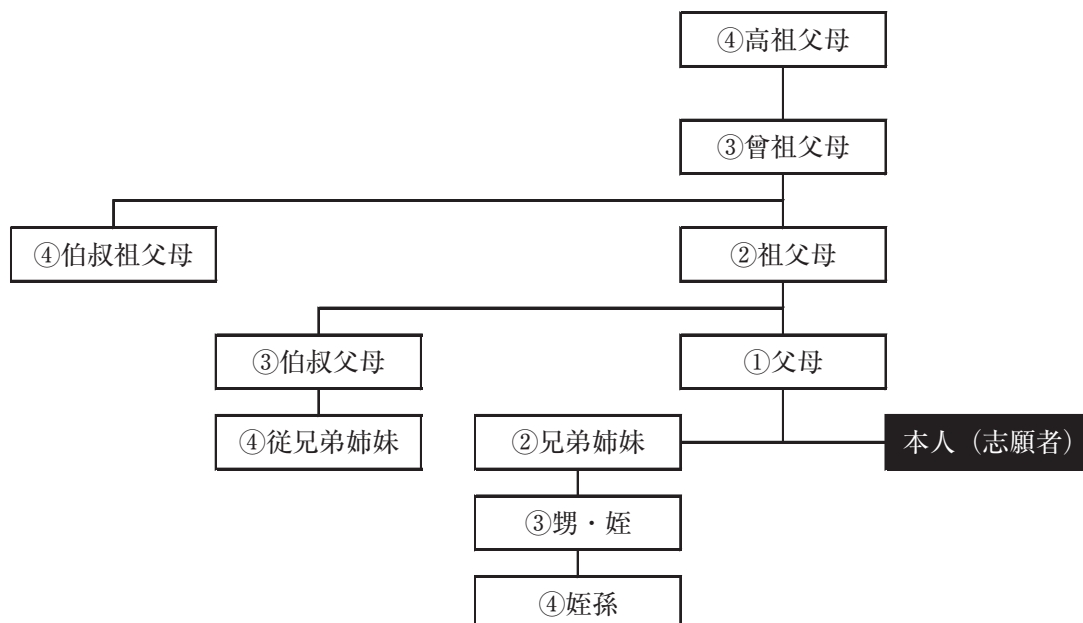 ④高祖父母
③曾祖父母
④伯叔祖父母
②祖父母
③伯叔父母
①父母
④従兄弟姉妹
②兄弟姉妹
本人（志願者）
③甥・姪
④姪孫